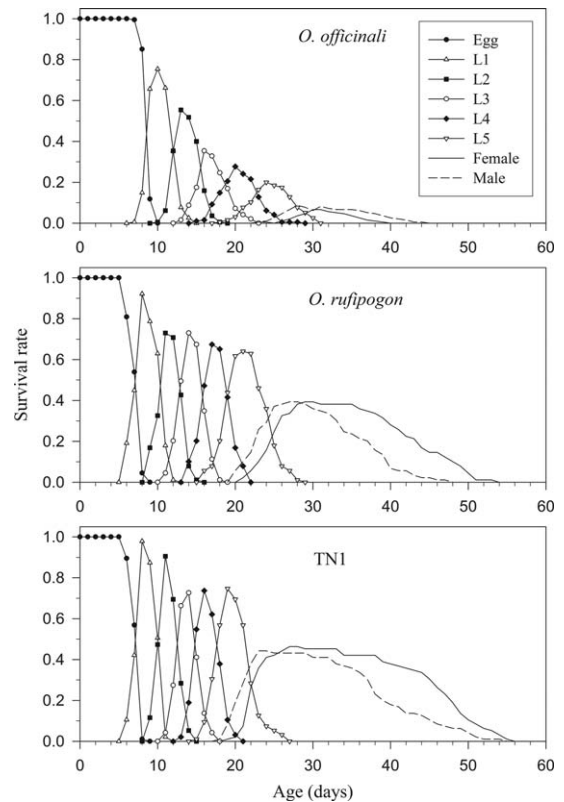 O. officinali
Egg
L1
L2
L3
L4
L5
Female
Male
1.0
0.8
0.6
0.4
0.2
0.0
0 10 20 30 40 50 60
O. rufipogon
Survival rate
1.0
0.8
0.6
0.4
0.2
0.0
0 10 20 30 40 50 60
TN1
1.0
0.8
0.6
0.4
0.2
0.0
0 10 20 30 40 50 60
Age (days)